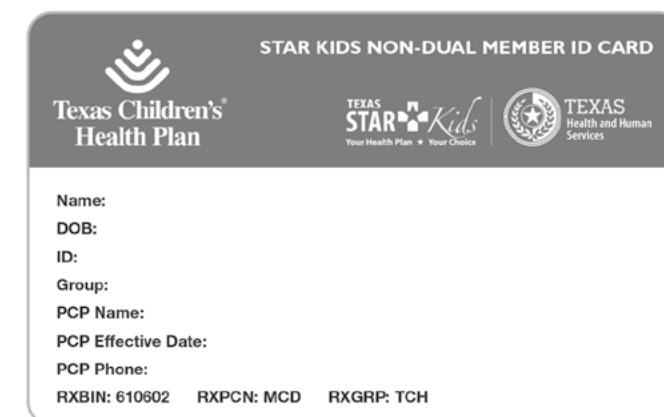 STAR KIDS NON-DUAL MEMBER ID CARD
Texas Children's®
Health Plan
TEXAS
STAR Kids
Your Health Plan ★ Your Choice
TEXAS
Health and Human
Services
Name:
DOB:
ID:
Group:
PCP Name:
PCP Effective Date:
PCP Phone:
RXBIN: 610602 RXPCN: MCD RXGRP: TCH